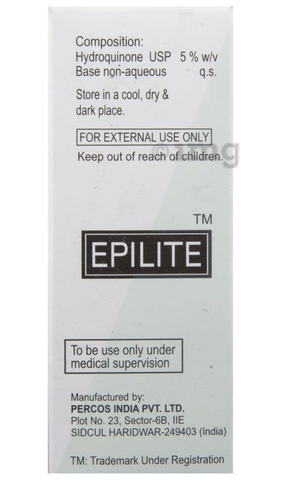 Composition:
Hydroquinone USP 5 % w/v
Base non-aqueous q.s.
Store in a cool, dry &
dark place.
FOR EXTERNAL USE ONLY
Keep out of reach of children.
TM
EPILITE
To be use only under
medical supervision
Manufactured by:
PERCOS INDIA PVT. LTD.
Plot No. 23, Sector-6B, IIE
SIDCUL HARIDWAR-249403 (India)
TM: Trademark Under Registration